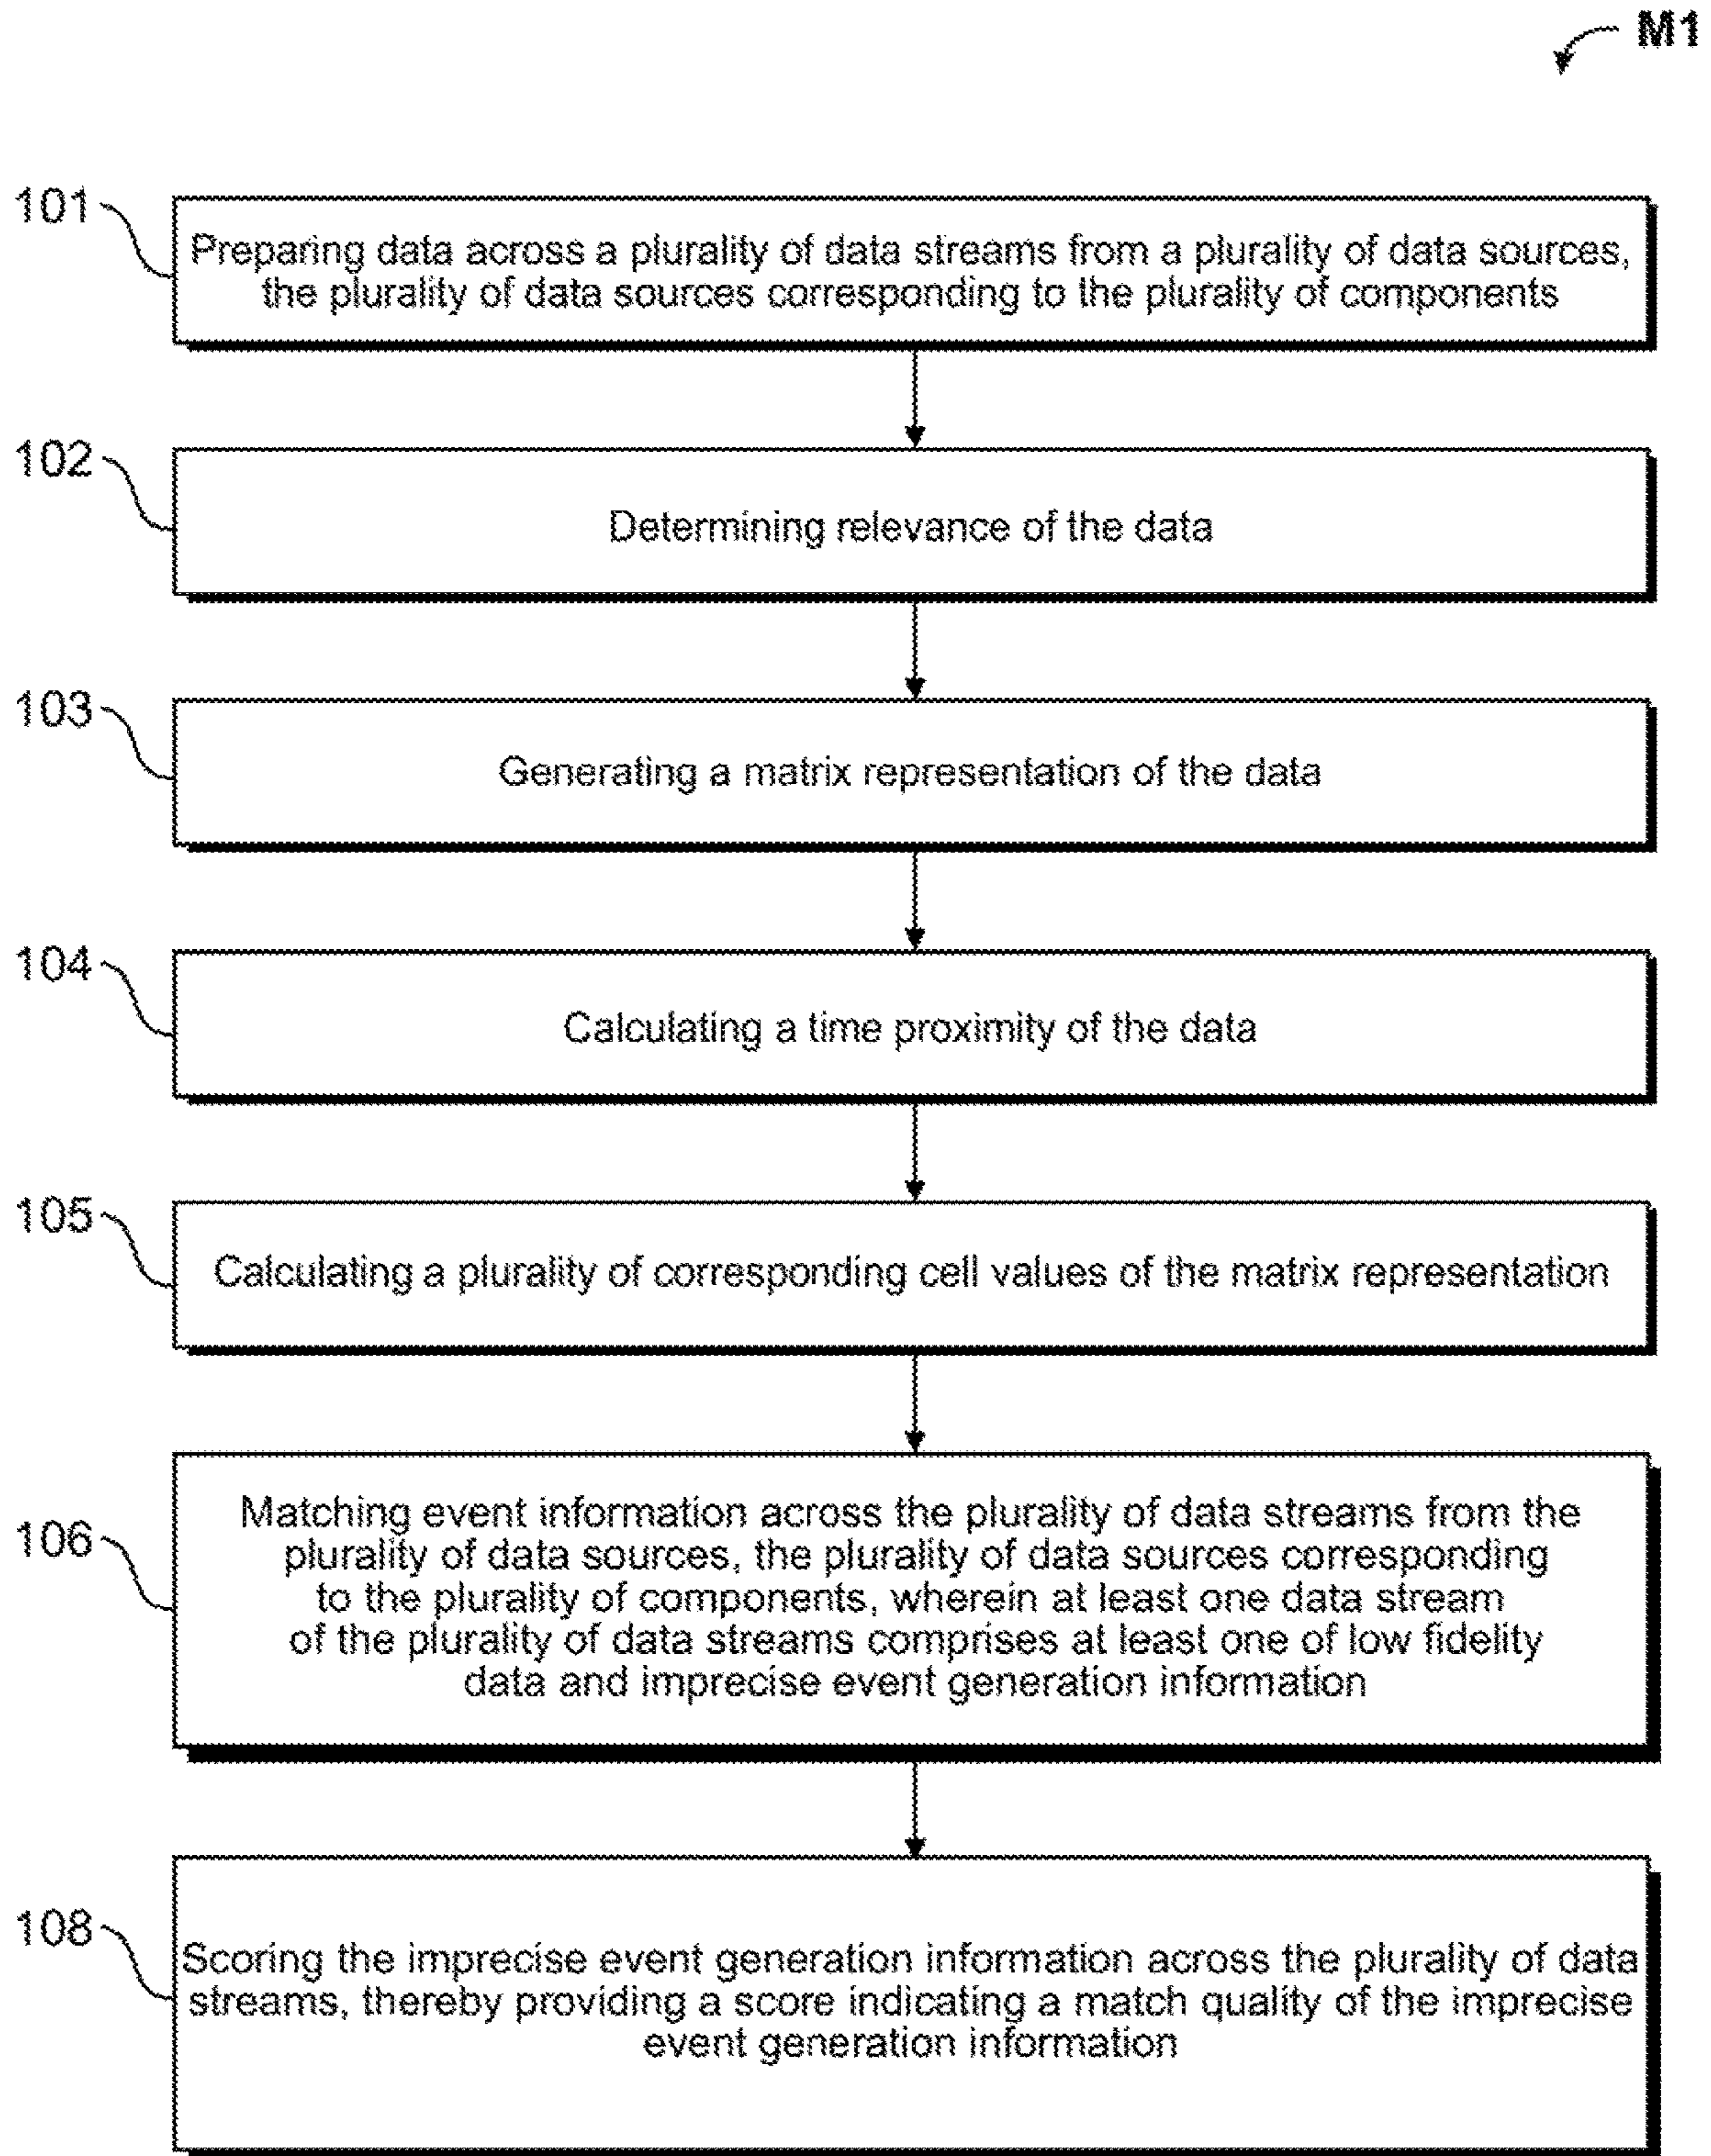 M1
101
Preparing data across a plurality of data streams from a plurality of data sources,
the plurality of data sources corresponding to the plurality of components
102
Determining relevance of the data
103
Generating a matrix representation of the data
104
Calculating a time proximity of the data
105
Calculating a plurality of corresponding cell values of the matrix representation
106
Matching event information across the plurality of data streams from the
plurality of data sources, the plurality of data sources corresponding
to the plurality of components, wherein at least one data stream
of the plurality of data streams comprises at least one of low fidelity
data and imprecise event generation information
108
Scoring the imprecise event generation information across the plurality of data
streams, thereby providing a score indicating a match quality of the imprecise
event generation information